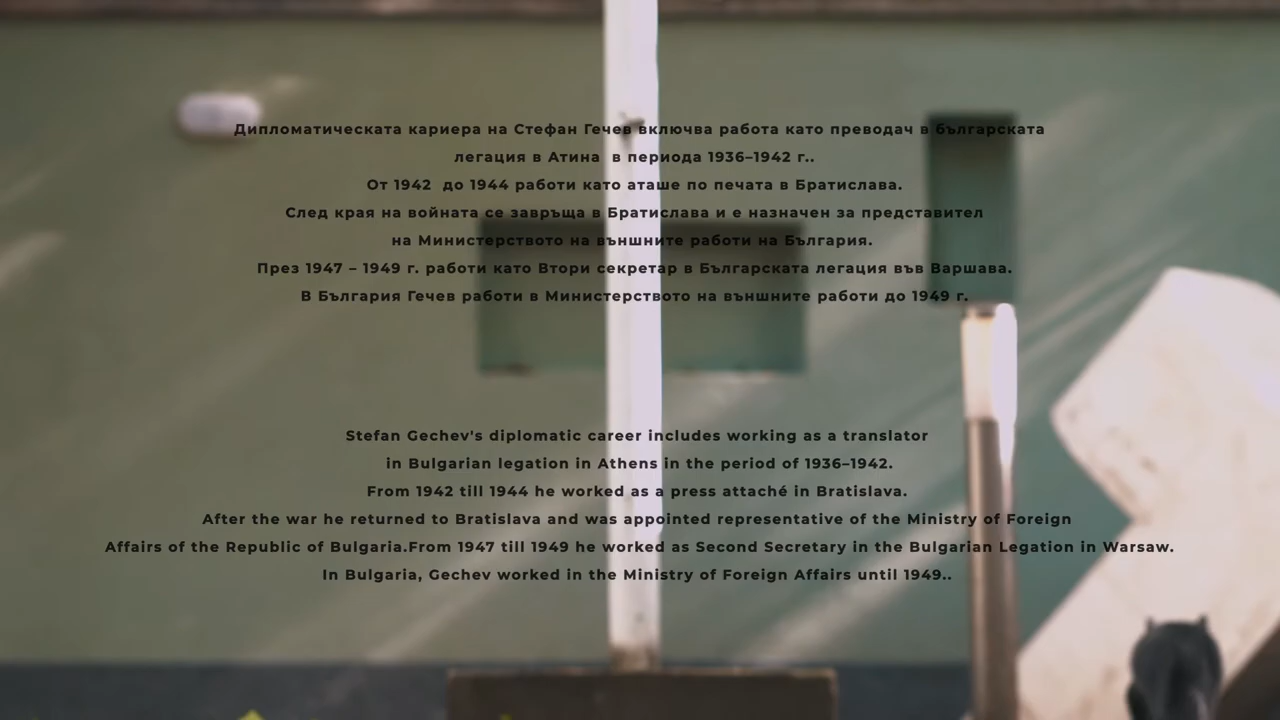 Дипломатическата кариера на Стефан Гечев включва работа като преводач в българската
легация в Атина  в периода 1936–1942 г..
От 1942  до 1944 работи като аташе по печата в Братислава.
След края на войната се завръща в Братислава и е назначен за представител
на Министерството на външните работи на България.
През 1947 – 1949 г. работи като Втори секретар в Българската легация във Варшава.
В България Гечев работи в Министерството на външните работи до 1949 г.
Stefan Gechev's diplomatic career includes working as a translator
in Bulgarian legation in Athens in the period of 1936–1942.
From 1942 till 1944 he worked as a press attaché in Bratislava.
After the war he returned to Bratislava and was appointed representative of the Ministry of Foreign
Affairs of the Republic of Bulgaria.From 1947 till 1949 he worked as Second Secretary in the Bulgarian Legation in Warsaw.
In Bulgaria, Gechev worked in the Ministry of Foreign Affairs until 1949..